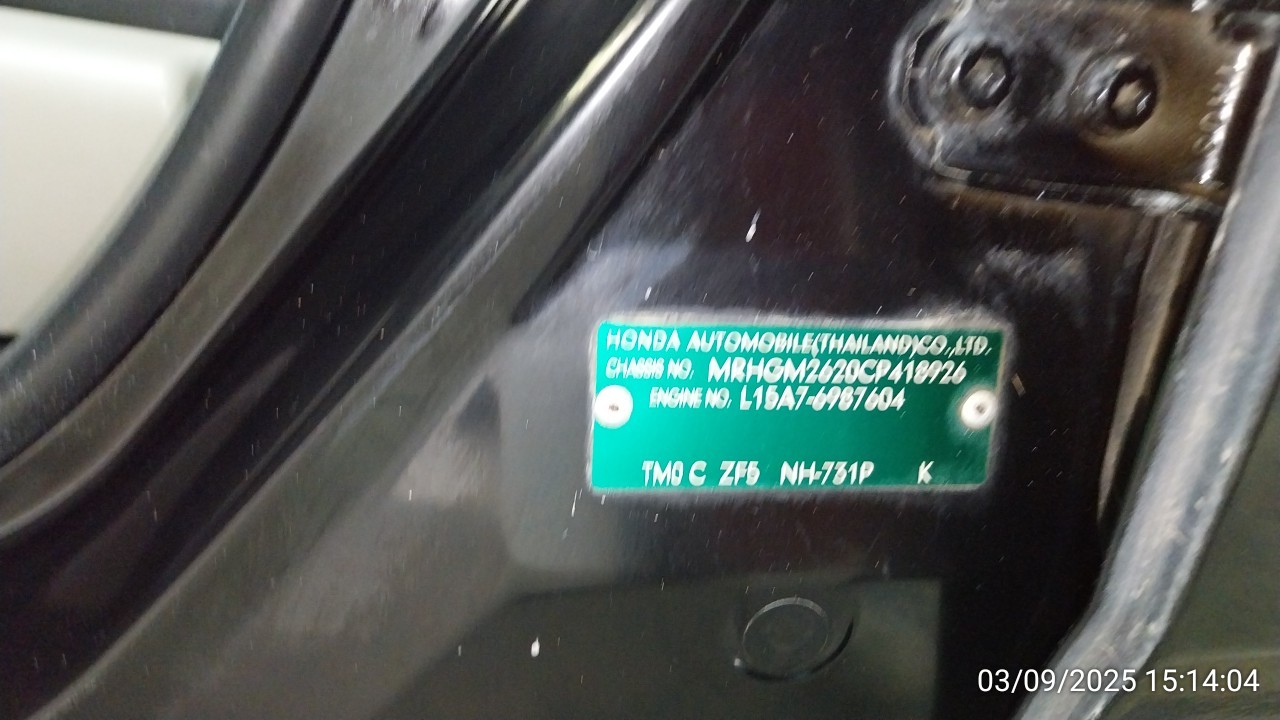 HONDA AUTOMOBILE(THAILAND)CO.,LTD.
CHASSIS NO. MRHGM2620CP418926
ENGINE NO. L15A7-6987604
TM0 C ZF5 NH-731P K
03/09/2025 15:14:04